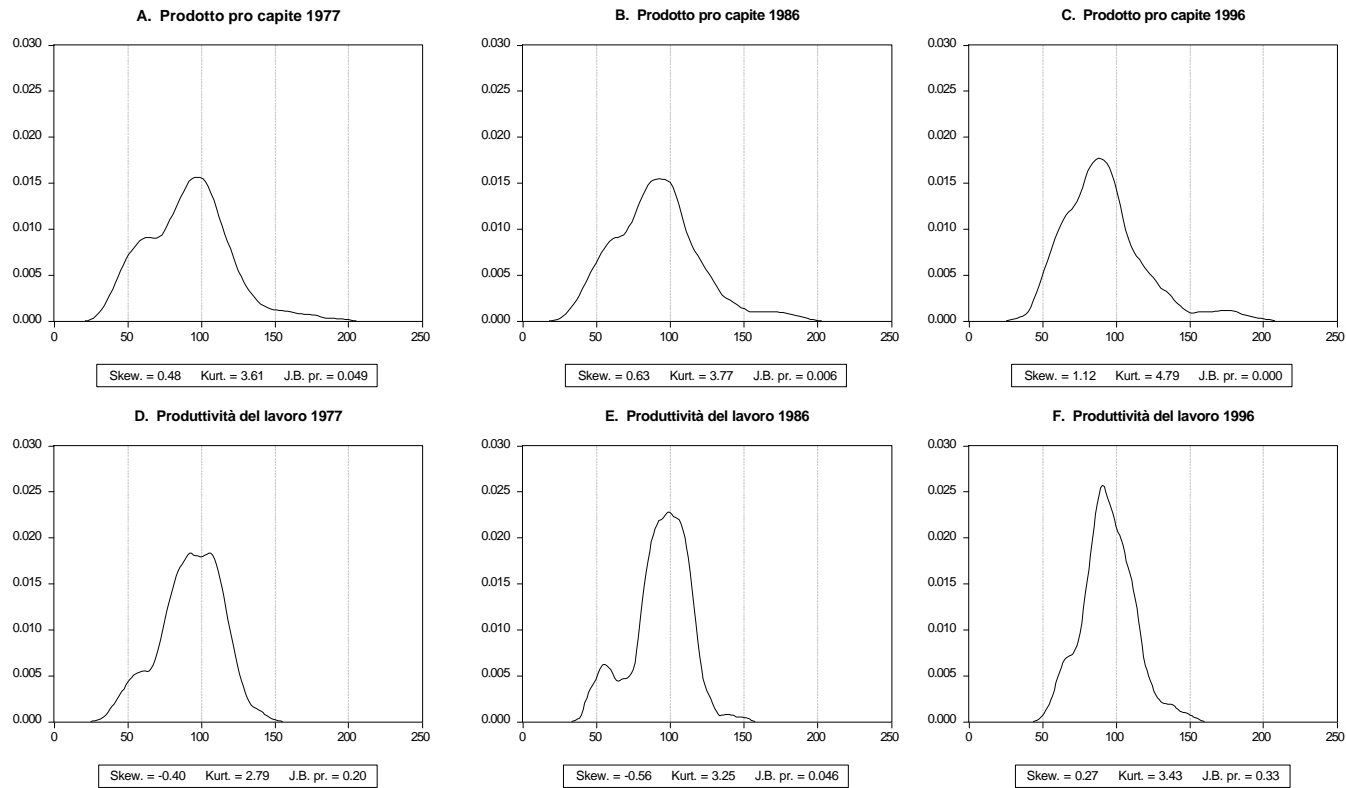 A. Prodotto pro capite 1977
B. Prodotto pro capite 1986
C. Prodotto pro capite 1996
0.030
0.025
0.020
0.015
0.010
0.005
0.000
0 50 100 150 200 250
0.030
0.025
0.020
0.015
0.010
0.005
0.000
0 50 100 150 200 250
0.030
0.025
0.020
0.015
0.010
0.005
0.000
0 50 100 150 200 250
Skew. = 0.48 Kurt. = 3.61 J.B. pr. = 0.049
Skew. = 0.63 Kurt. = 3.77 J.B. pr. = 0.006
Skew. = 1.12 Kurt. = 4.79 J.B. pr. = 0.000
D. Produttività del lavoro 1977
E. Produttività del lavoro 1986
F. Produttività del lavoro 1996
0.030
0.025
0.020
0.015
0.010
0.005
0.000
0 50 100 150 200 250
0.030
0.025
0.020
0.015
0.010
0.005
0.000
0 50 100 150 200 250
0.030
0.025
0.020
0.015
0.010
0.005
0.000
0 50 100 150 200 250
Skew. = -0.40 Kurt. = 2.79 J.B. pr. = 0.20
Skew. = -0.56 Kurt. = 3.25 J.B. pr. = 0.046
Skew. = 0.27 Kurt. = 3.43 J.B. pr. = 0.33